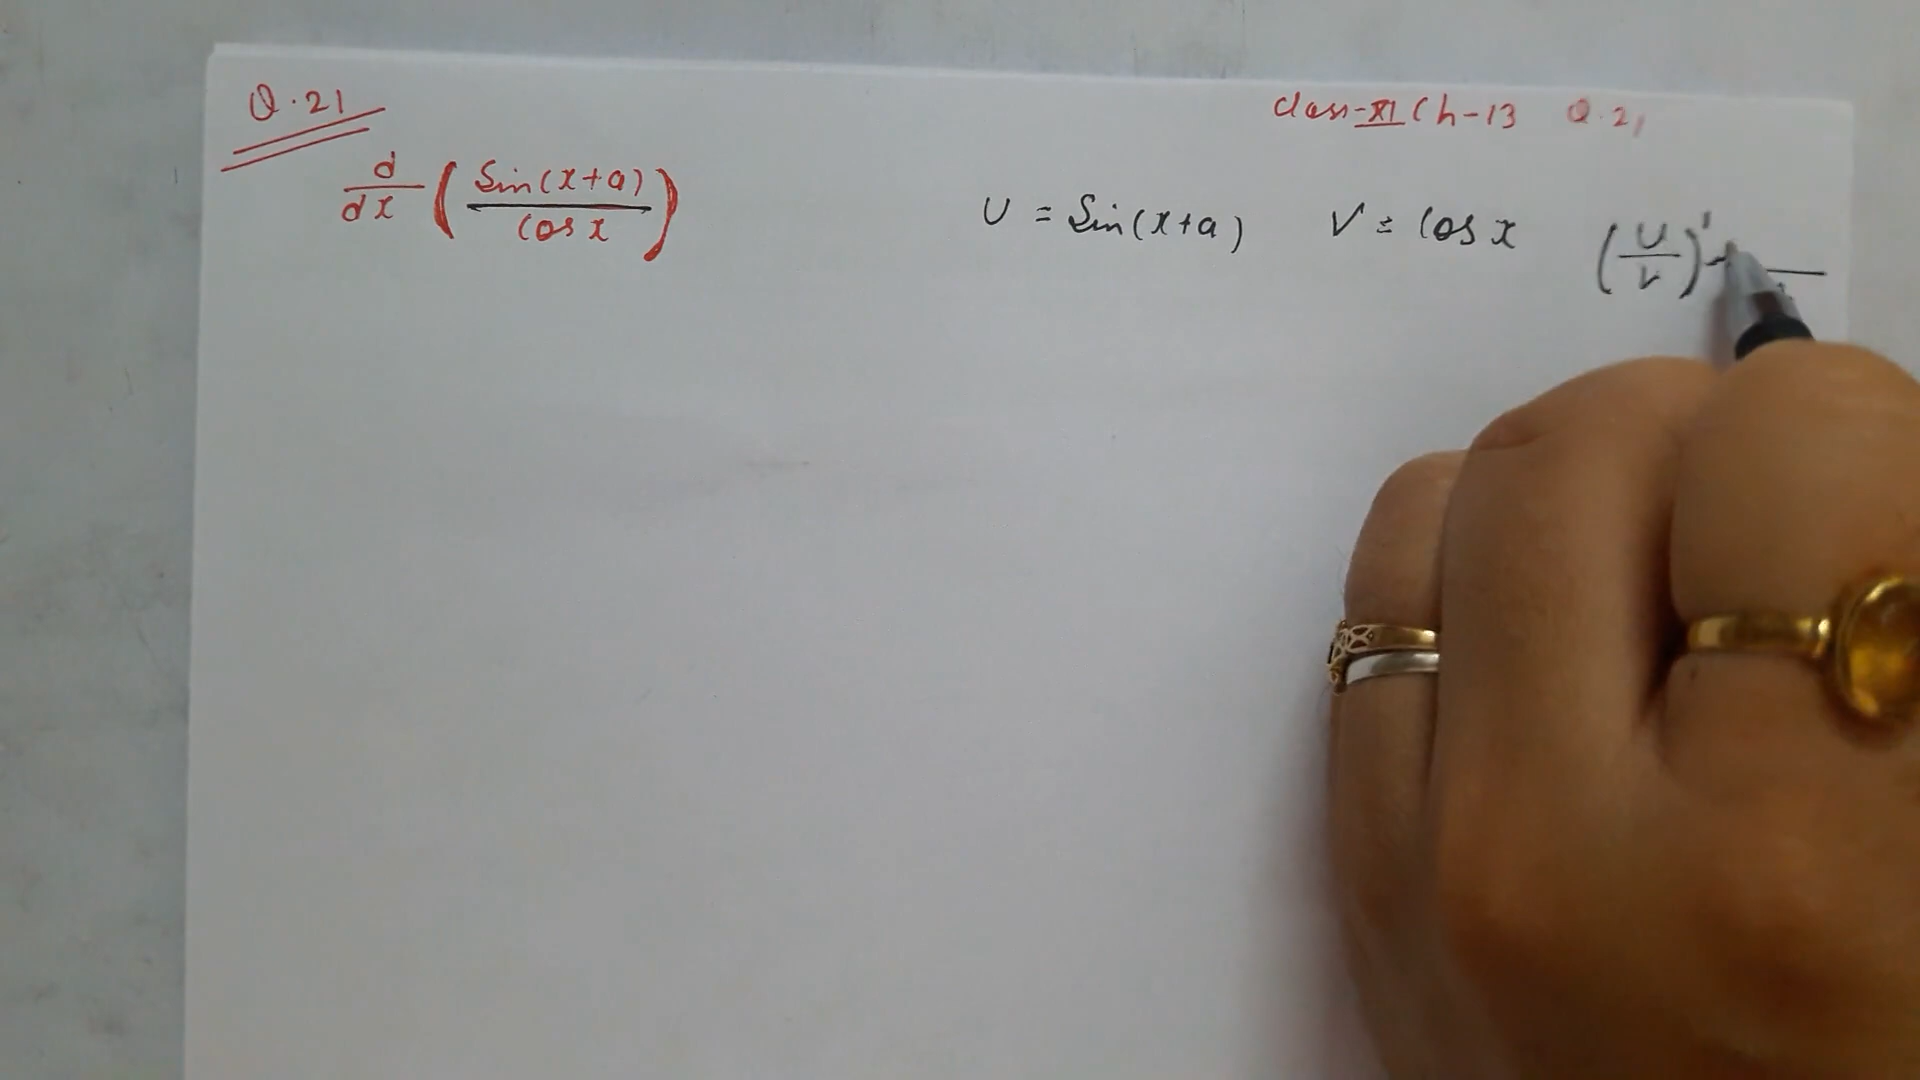 Q.21
Class-XI Ch-13 Q.21
d/dx (Sin(x+a)/Cos x)
U = Sin(x+a) V = Cos x (U/V)' =